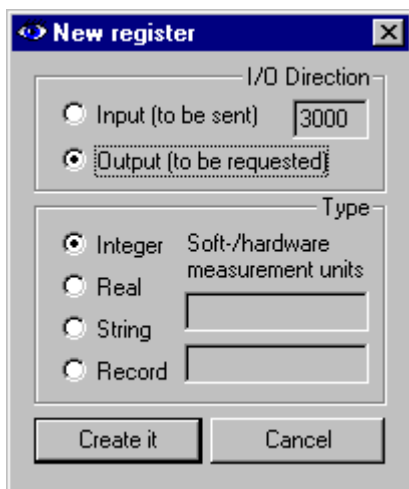 New register
I/O Direction
Input (to be sent) 3000
Output (to be requested)
Type
Integer
Soft-/hardware
measurement units
Real
String
Record
Create it
Cancel